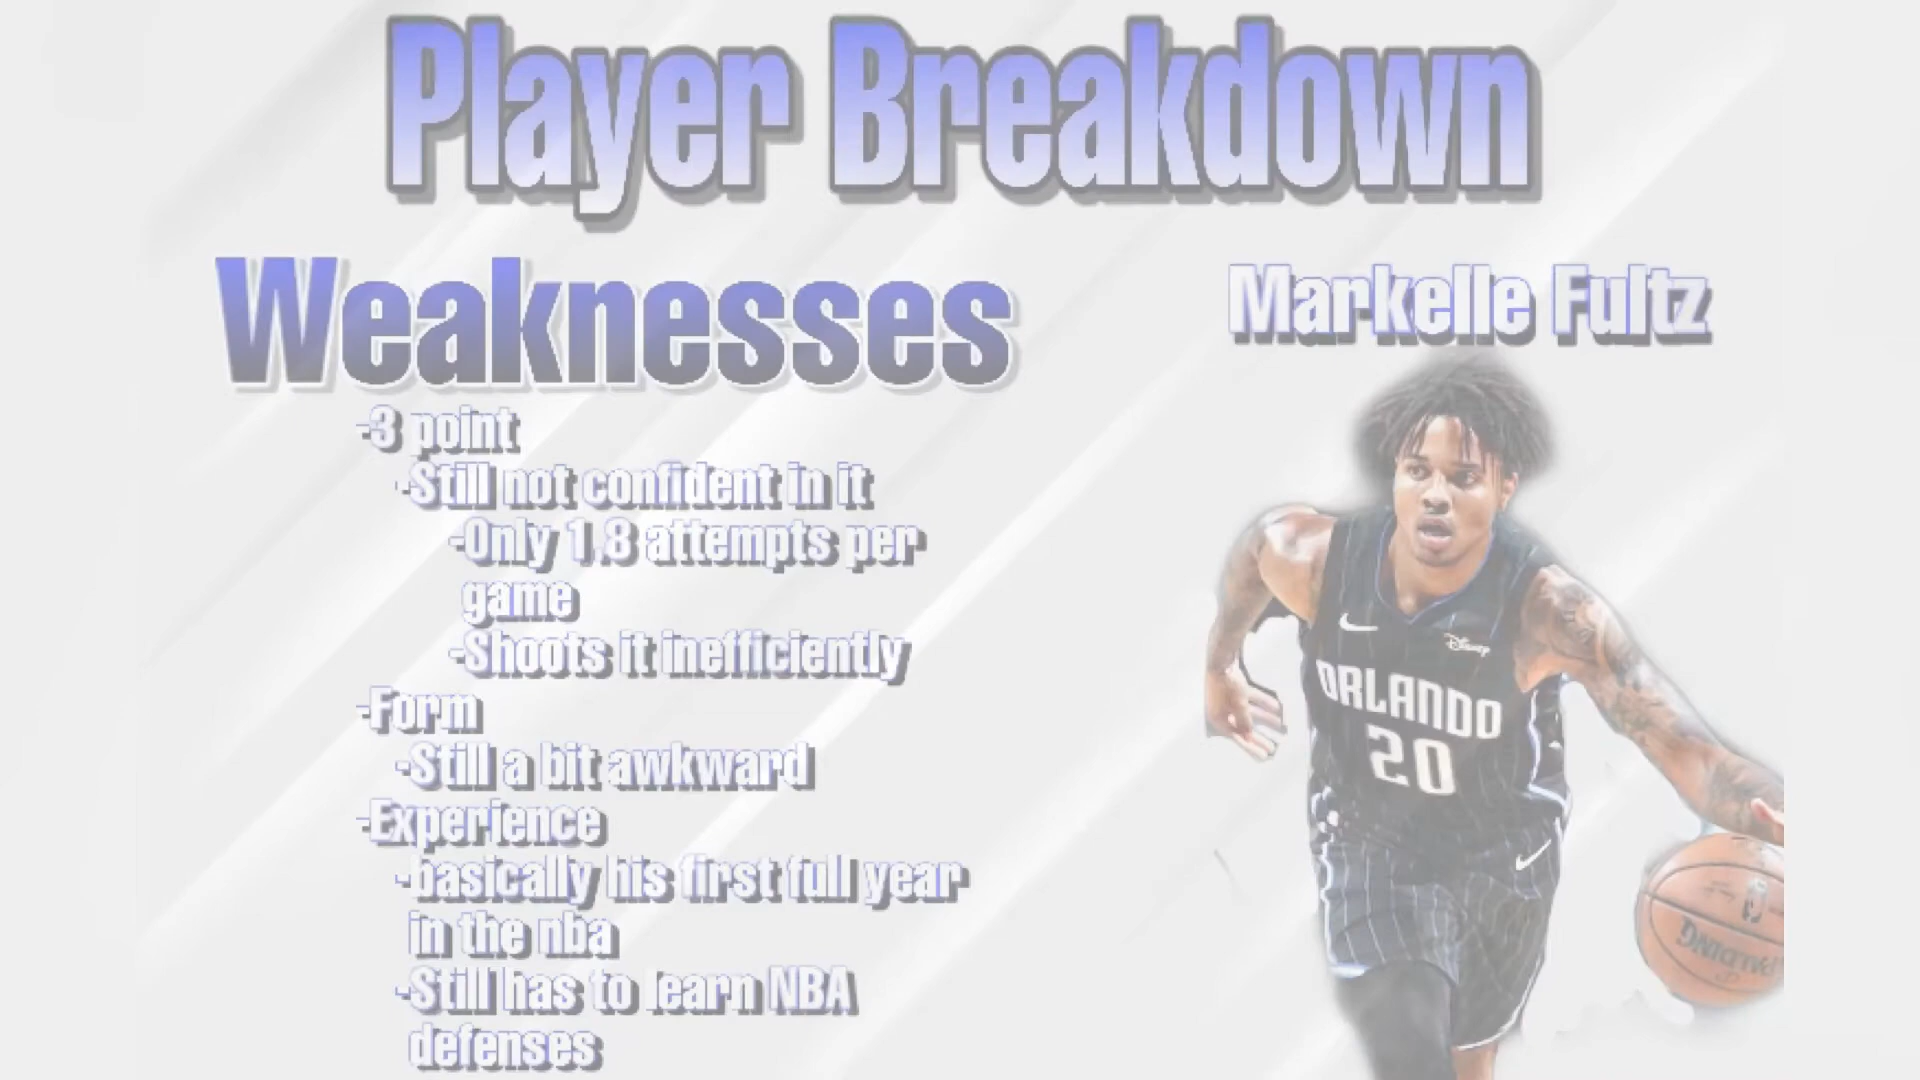 Player Breakdown
Weaknesses
Markelle Fultz
-3 point
-Still not confident in it
-Only 1.8 attempts per
game
-Shoots it inefficiently
-Form
-Still a bit awkward
-Experience
-basically his first full year
in the nba
-Still has to learn NBA
defenses
Disney
ORLANDO
20
SPALDING